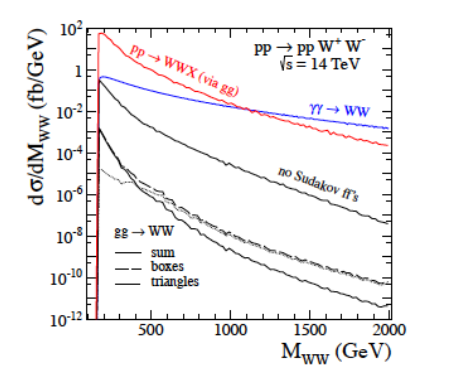 10²
1
10⁻²
10⁻⁴
10⁻⁶
10⁻⁸
10⁻¹⁰
10⁻¹²
dσ/dM_WW (fb/GeV)
pp → pp W⁺ W⁻
√s = 14 TeV
pp → WWX (via gg)
γγ → WW
no Sudakov ff's
gg → WW
sum
boxes
triangles
500 1000 1500 2000
M_WW (GeV)